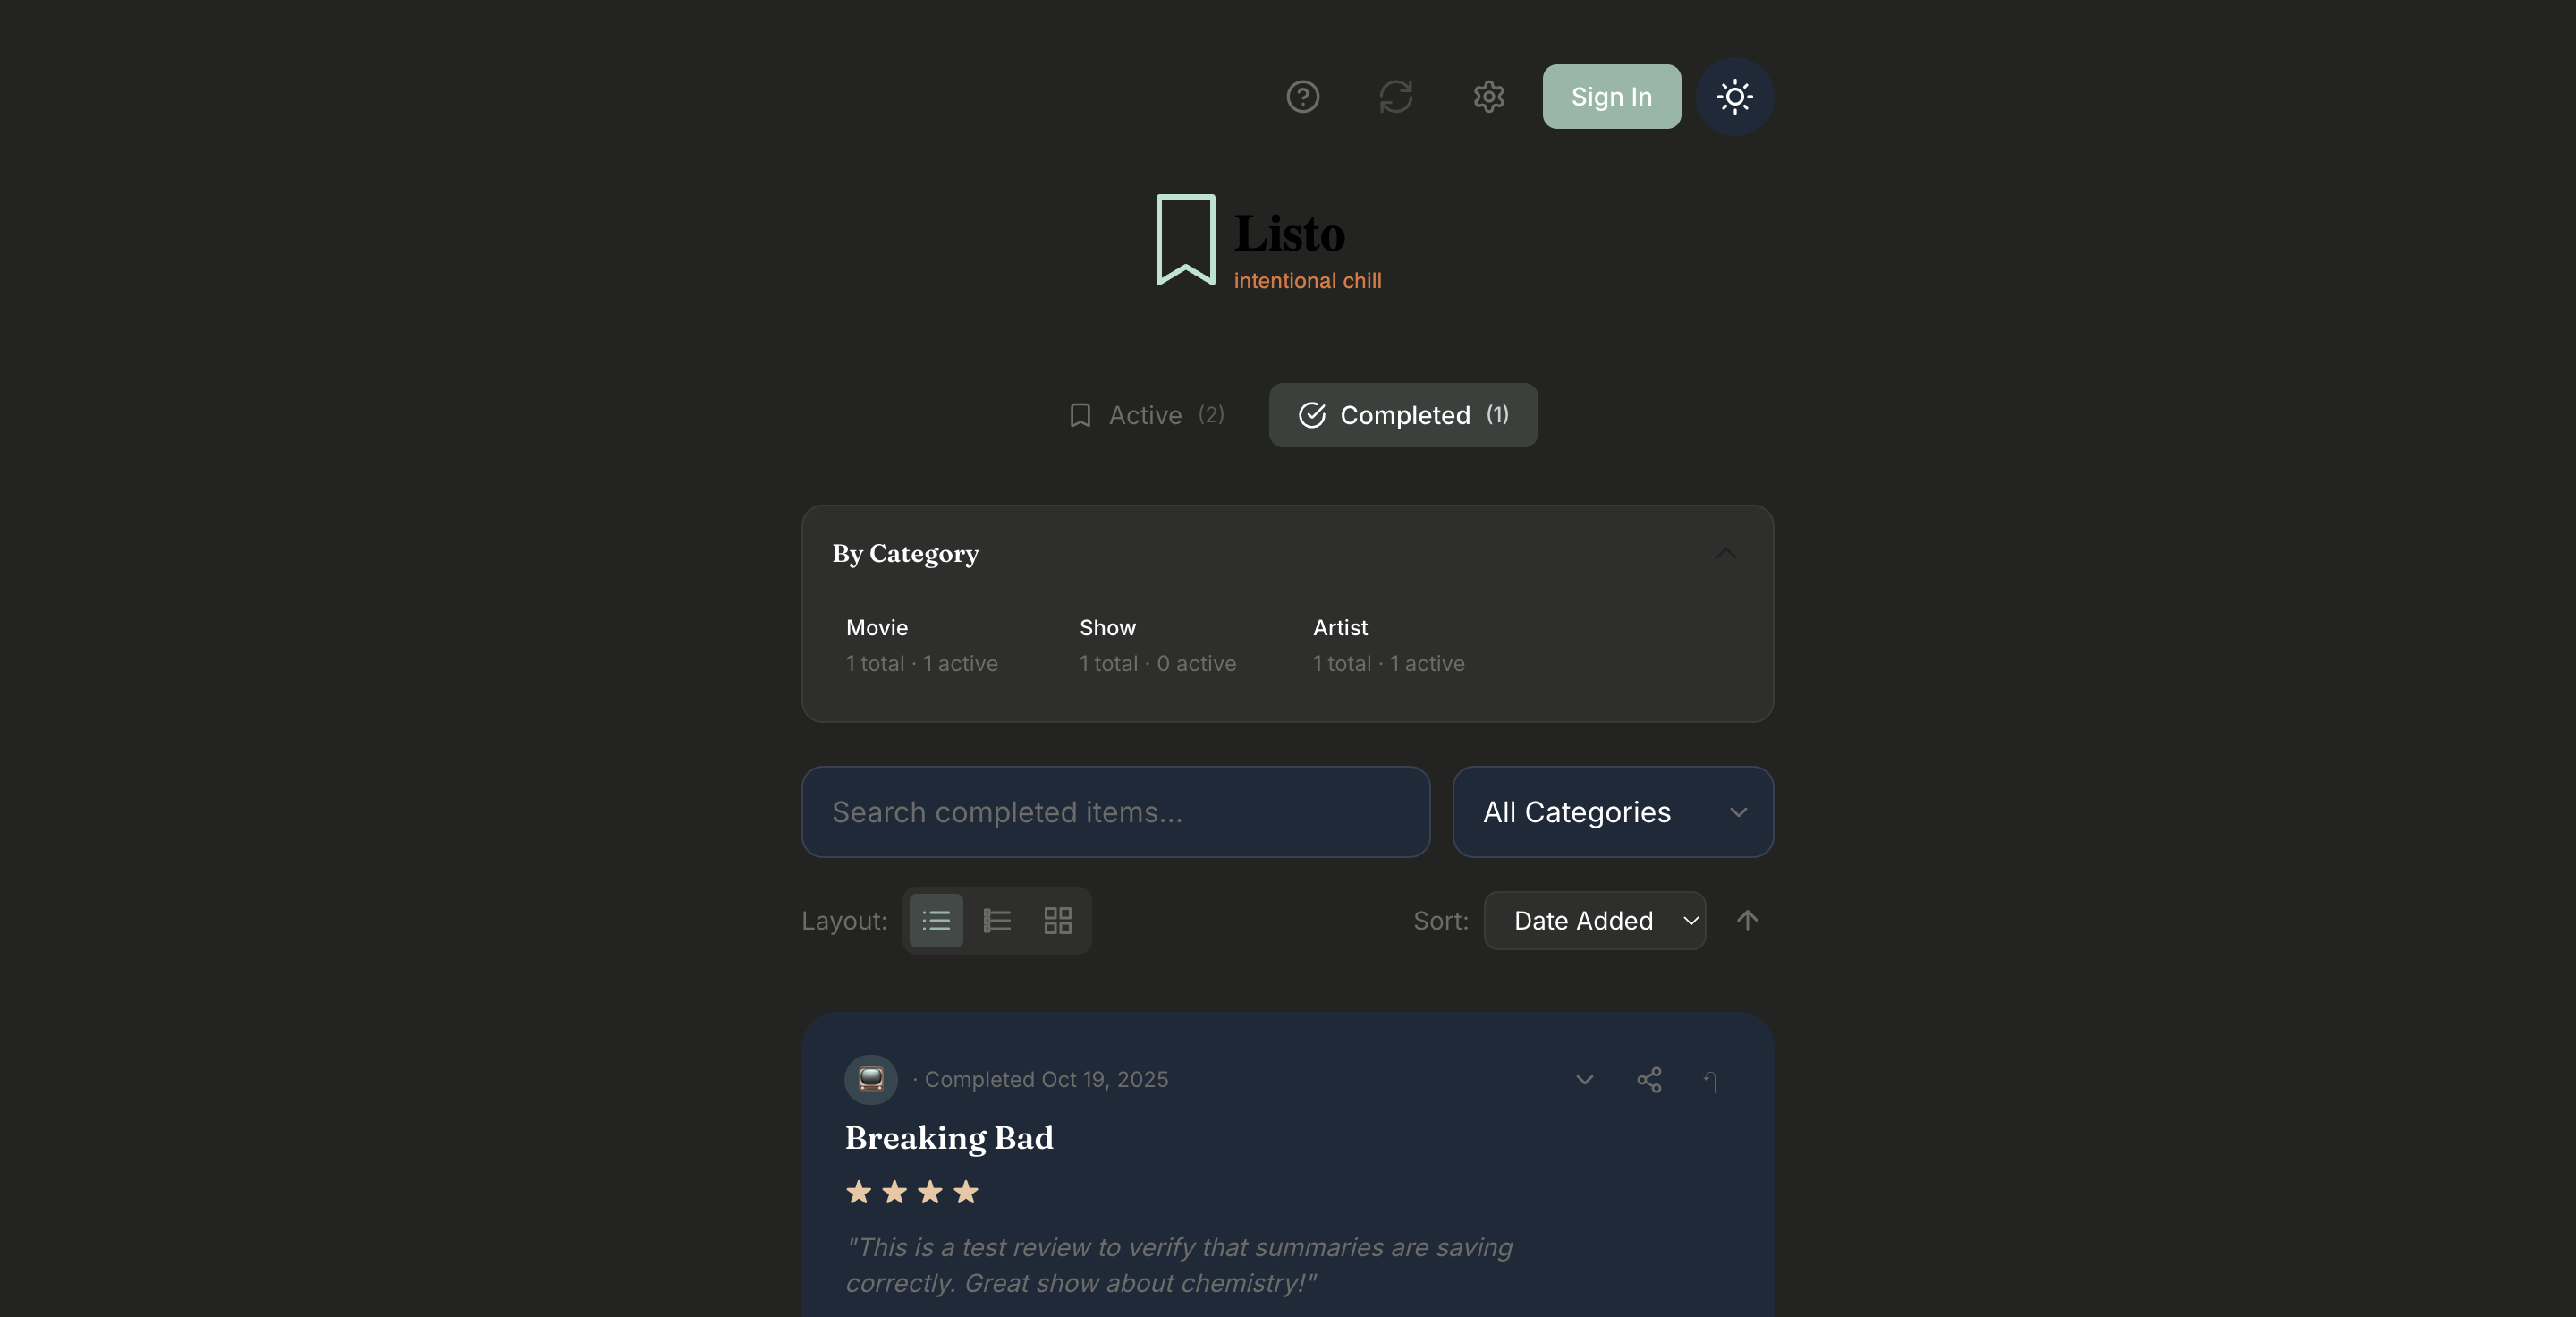 Sign In
Listo
intentional chill
Active (2)
Completed (1)
By Category
Movie
1 total · 1 active
Show
1 total · 0 active
Artist
1 total · 1 active
Search completed items...
All Categories
Layout:
Sort:
Date Added
· Completed Oct 19, 2025
Breaking Bad
"This is a test review to verify that summaries are saving
correctly. Great show about chemistry!"